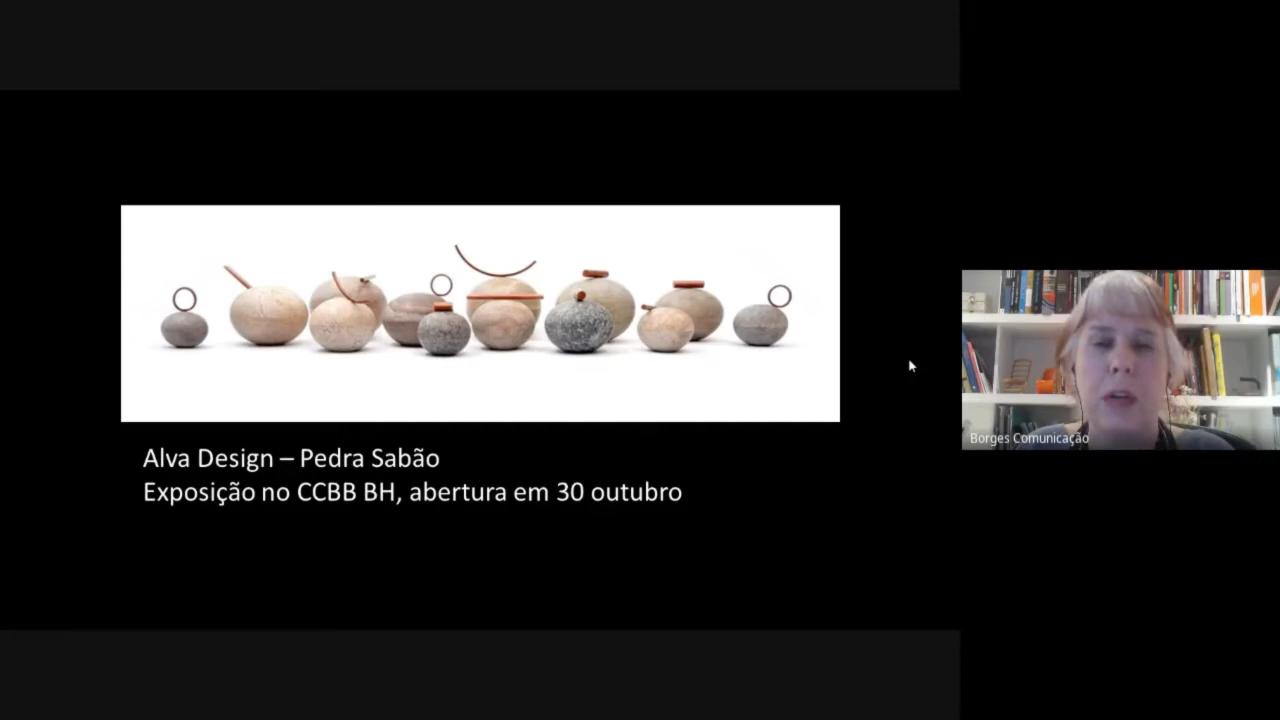 Alva Design – Pedra Sabão
Exposição no CCBB BH, abertura em 30 outubro
Borges Comunicação